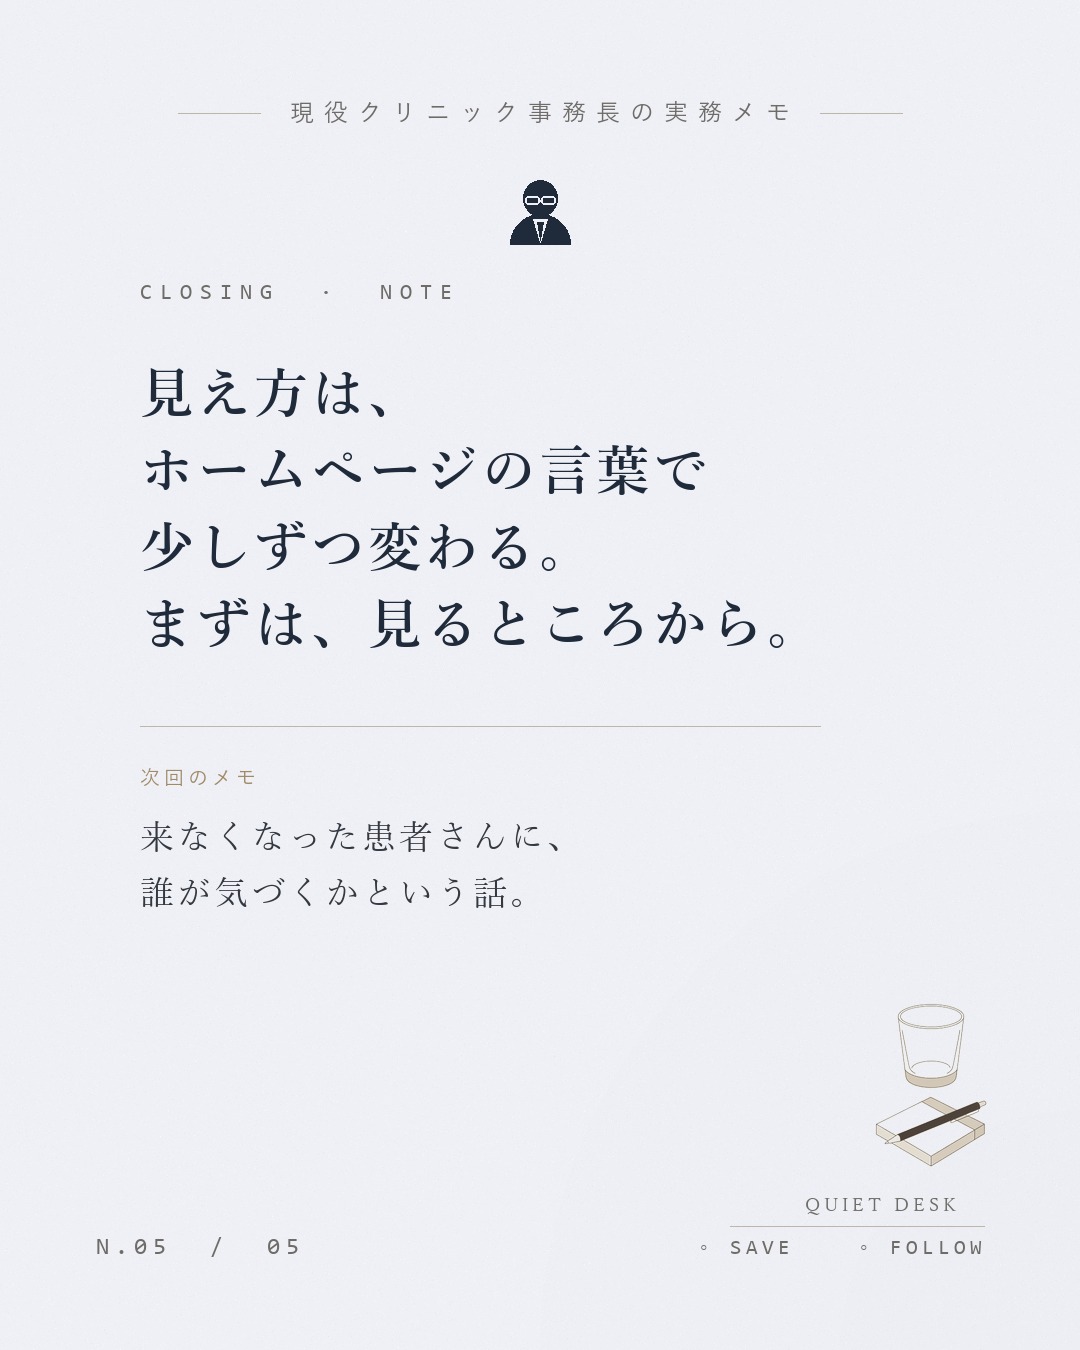 現役クリニック事務長の実務メモ
CLOSING · NOTE
見え方は、
ホームページの言葉で
少しずつ変わる。
まずは、見るところから。
次回のメモ
来なくなった患者さんに、
誰が気づくかという話。
QUIET DESK
N.05 / 05
◦ SAVE ◦ FOLLOW